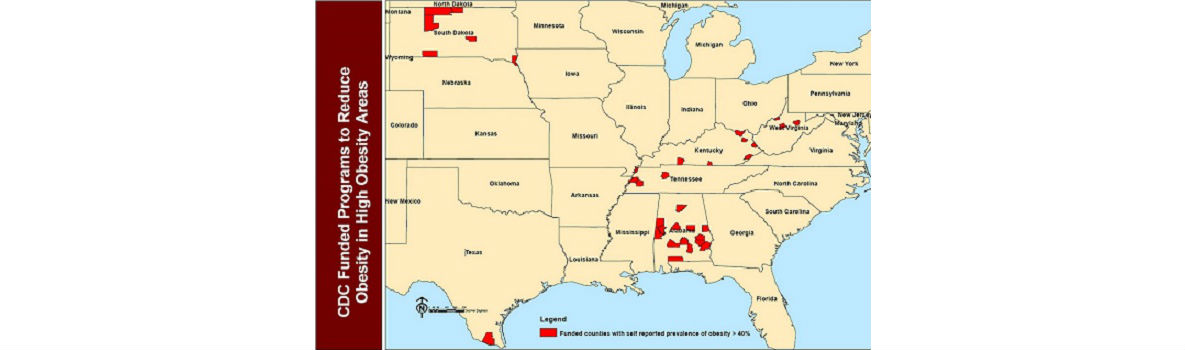 CDC Funded Programs to Reduce
Obesity in High Obesity Areas
North Dakota
Michigan
Montana
Minnesota
South Dakota
Wisconsin
Michigan
Wyoming
New York
Iowa
Nebraska
Pennsylvania
Illinois
Indiana
Ohio
New Jersey
Maryland
Colorado
Kansas
Missouri
West Virginia
Kentucky
Virginia
Tennessee
Oklahoma
North Carolina
Arkansas
New Mexico
South Carolina
Mississippi
Alabama
Georgia
Texas
Louisiana
Florida
N
Legend
Funded counties with self reported prevalence of obesity > 40%